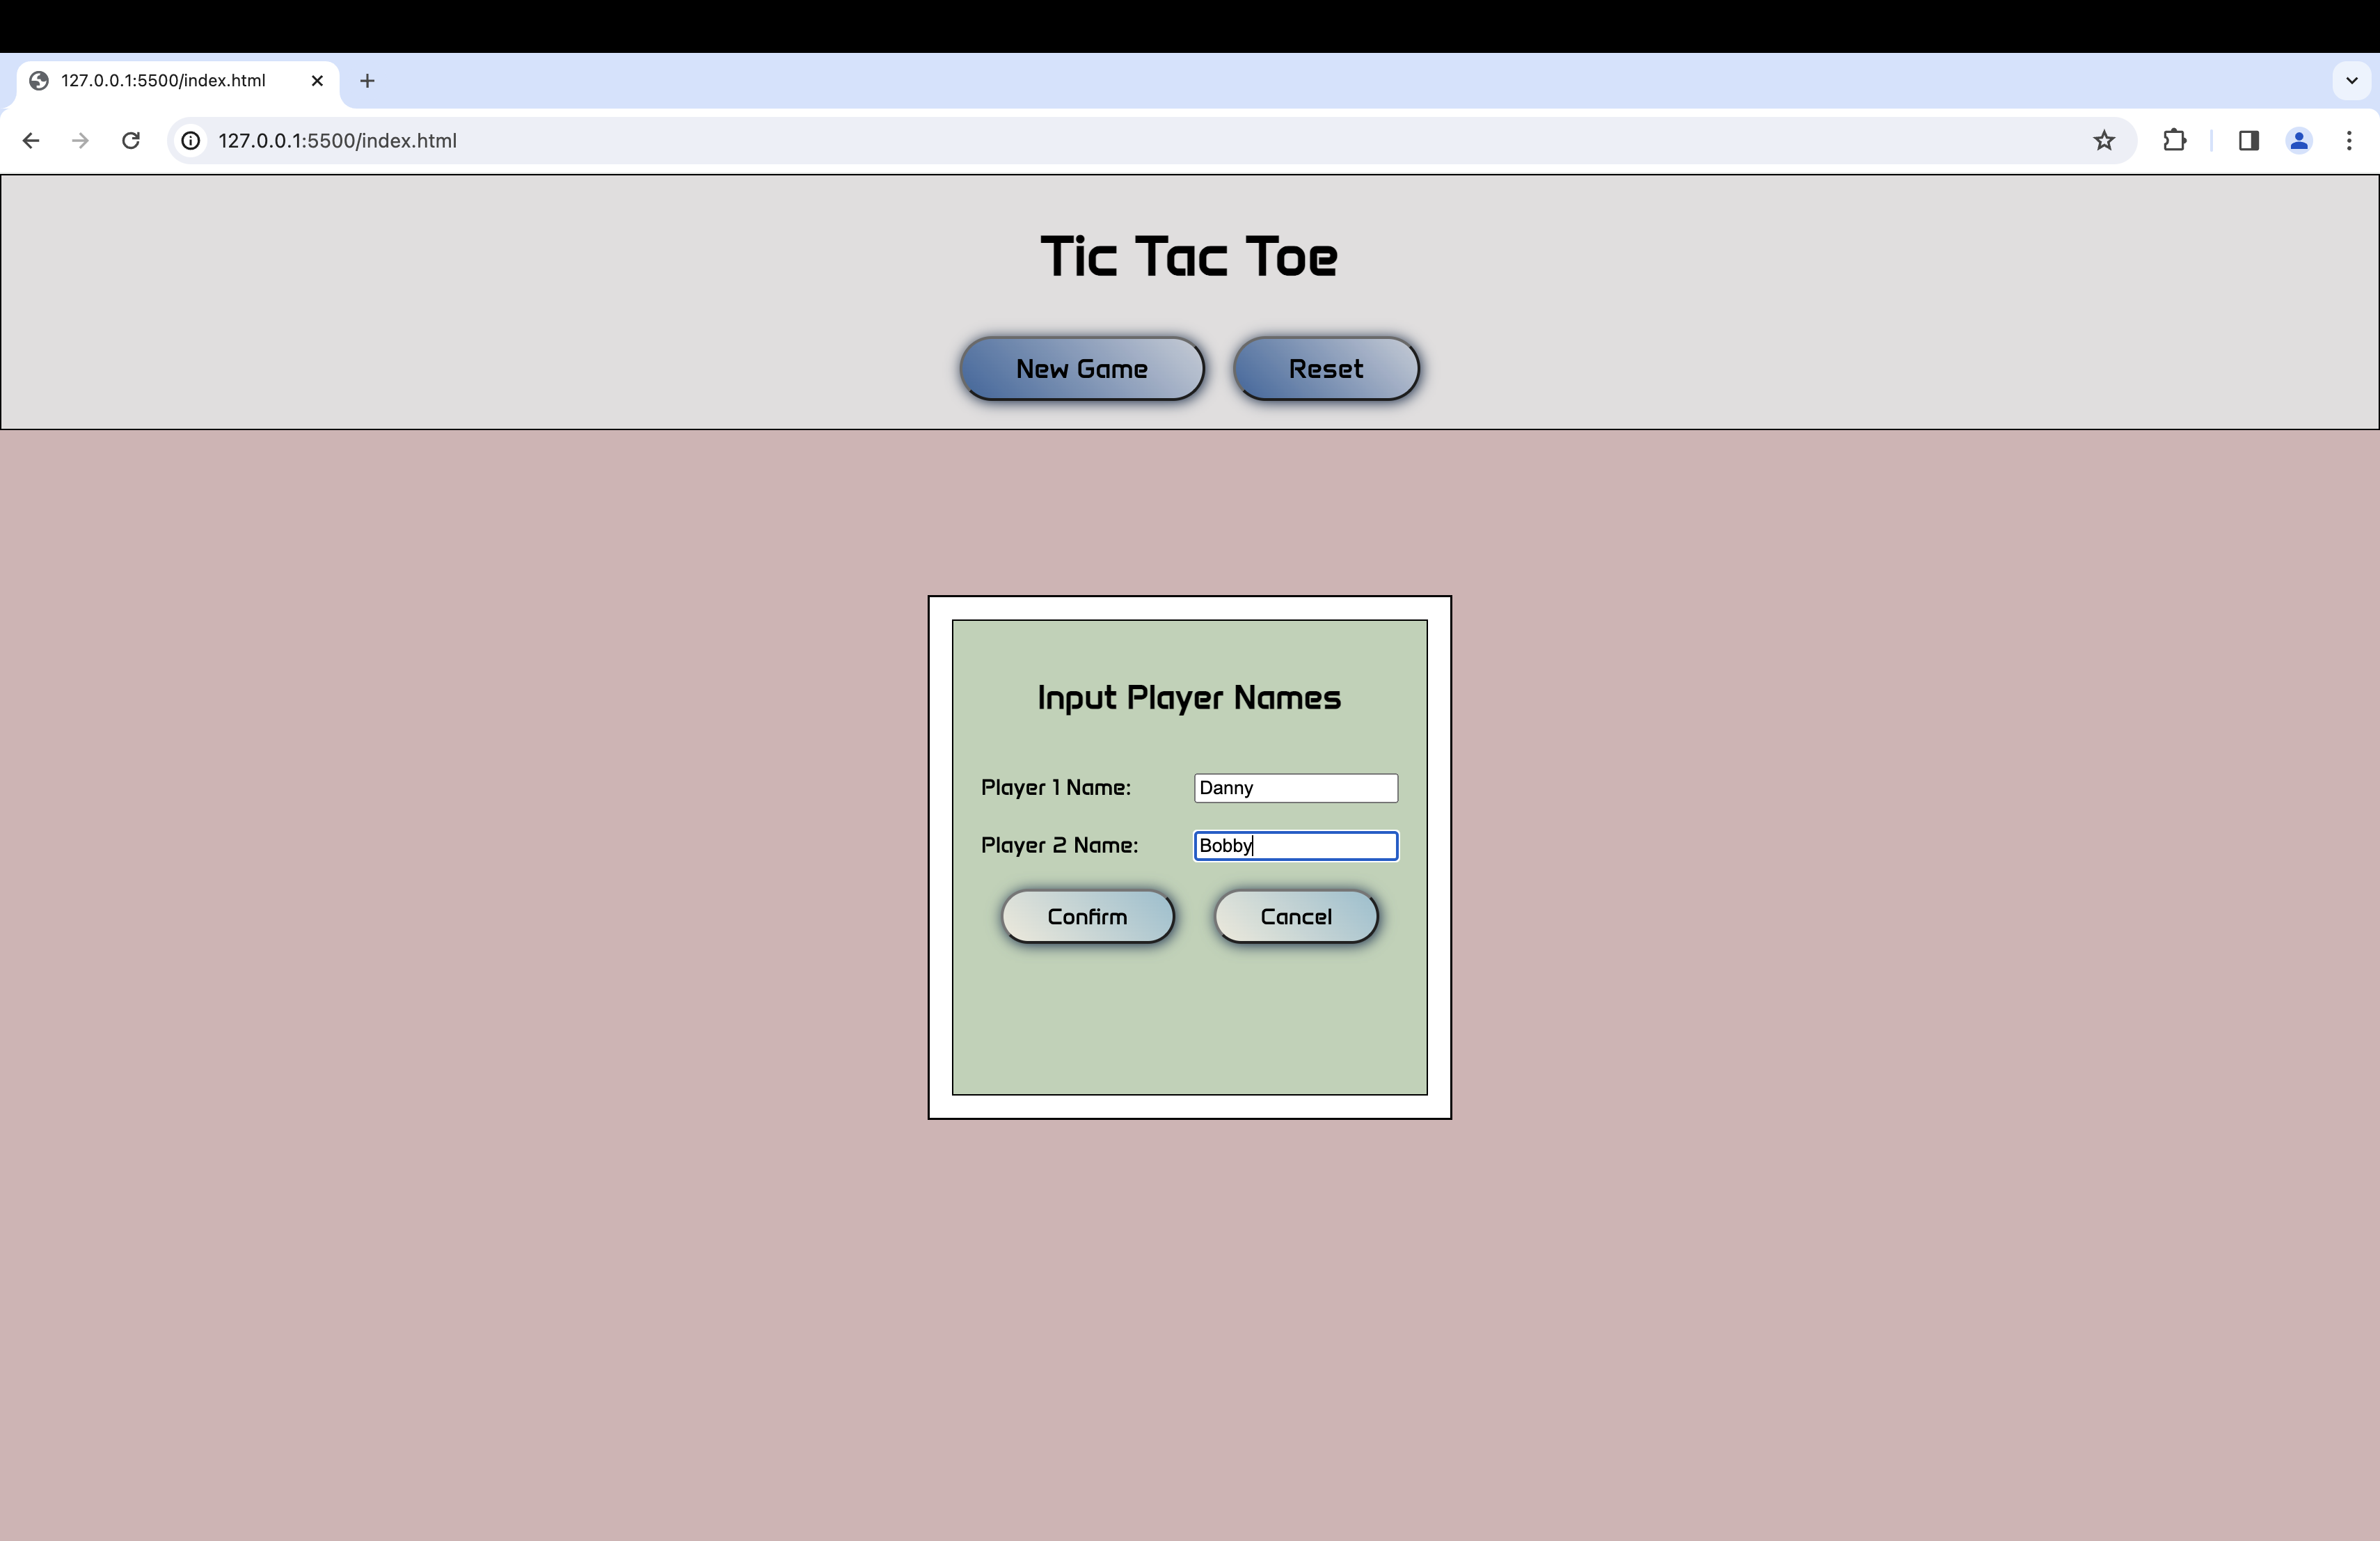 127.0.0.1:5500/index.html
127.0.0.1:5500/index.html
Tic Tac Toe
New Game Reset
Input Player Names
Player 1 Name: Danny
Player 2 Name: Bobby
Confirm Cancel